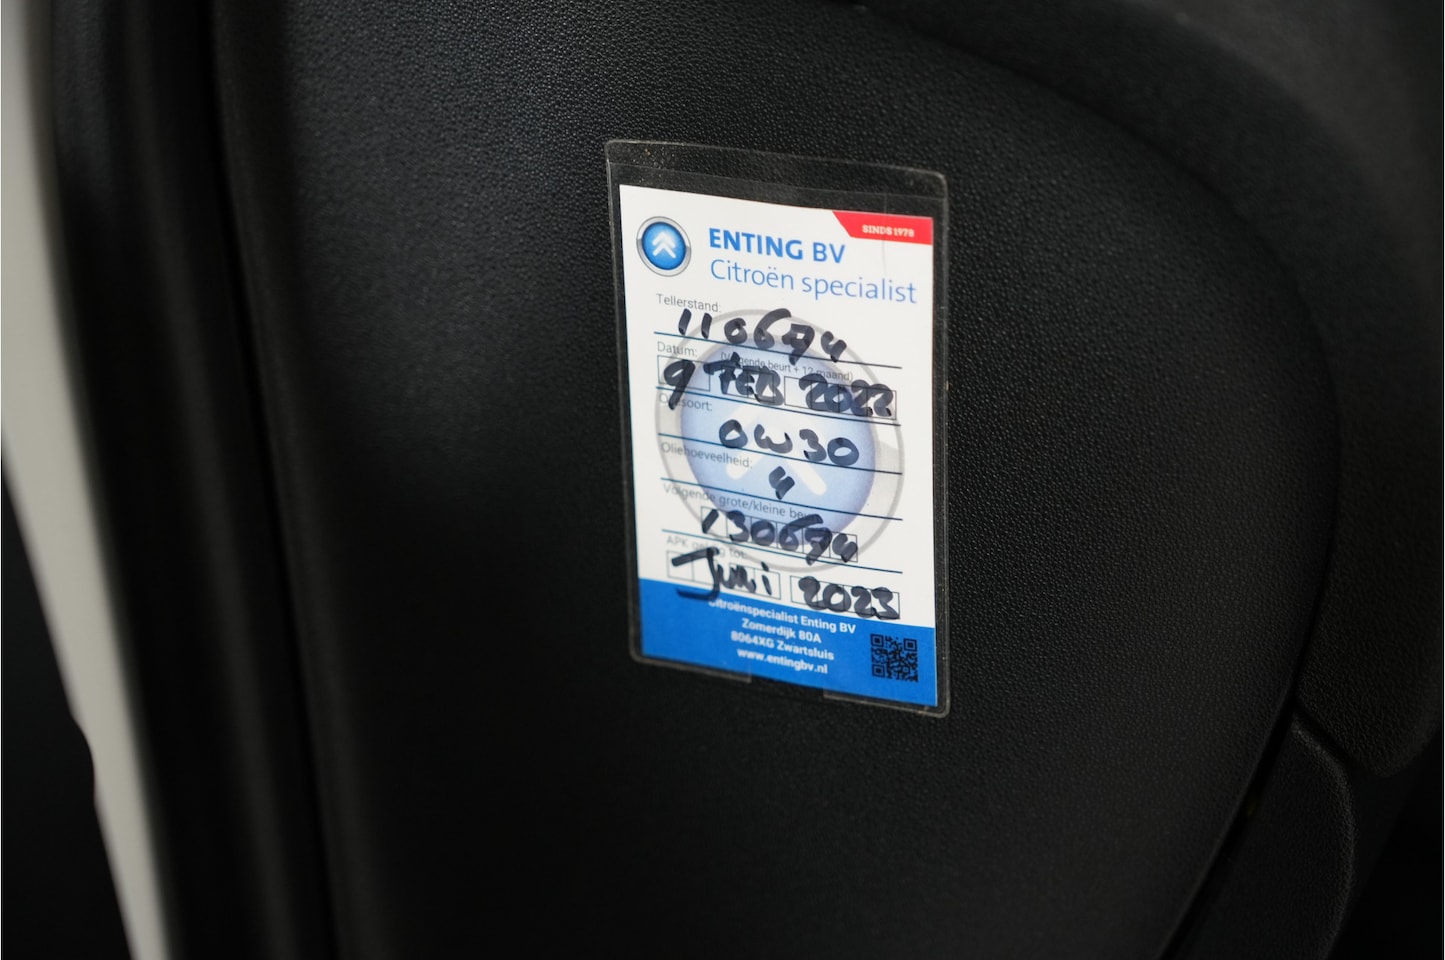 SINDS 1978
ENTING BV
Citroën specialist
Tellerstand:
110674
Datum:
(Volgende beurt + 12 maand)
9 FEB 2022
Oliesoort:
0W30
Oliehoeveelheid:
4
Volgende grote/kleine beurt
130674
APK geldig tot:
Juni 2023
Citroënspecialist Enting BV
Zomerdijk 80A
8064XG Zwartsluis
www.entingbv.nl